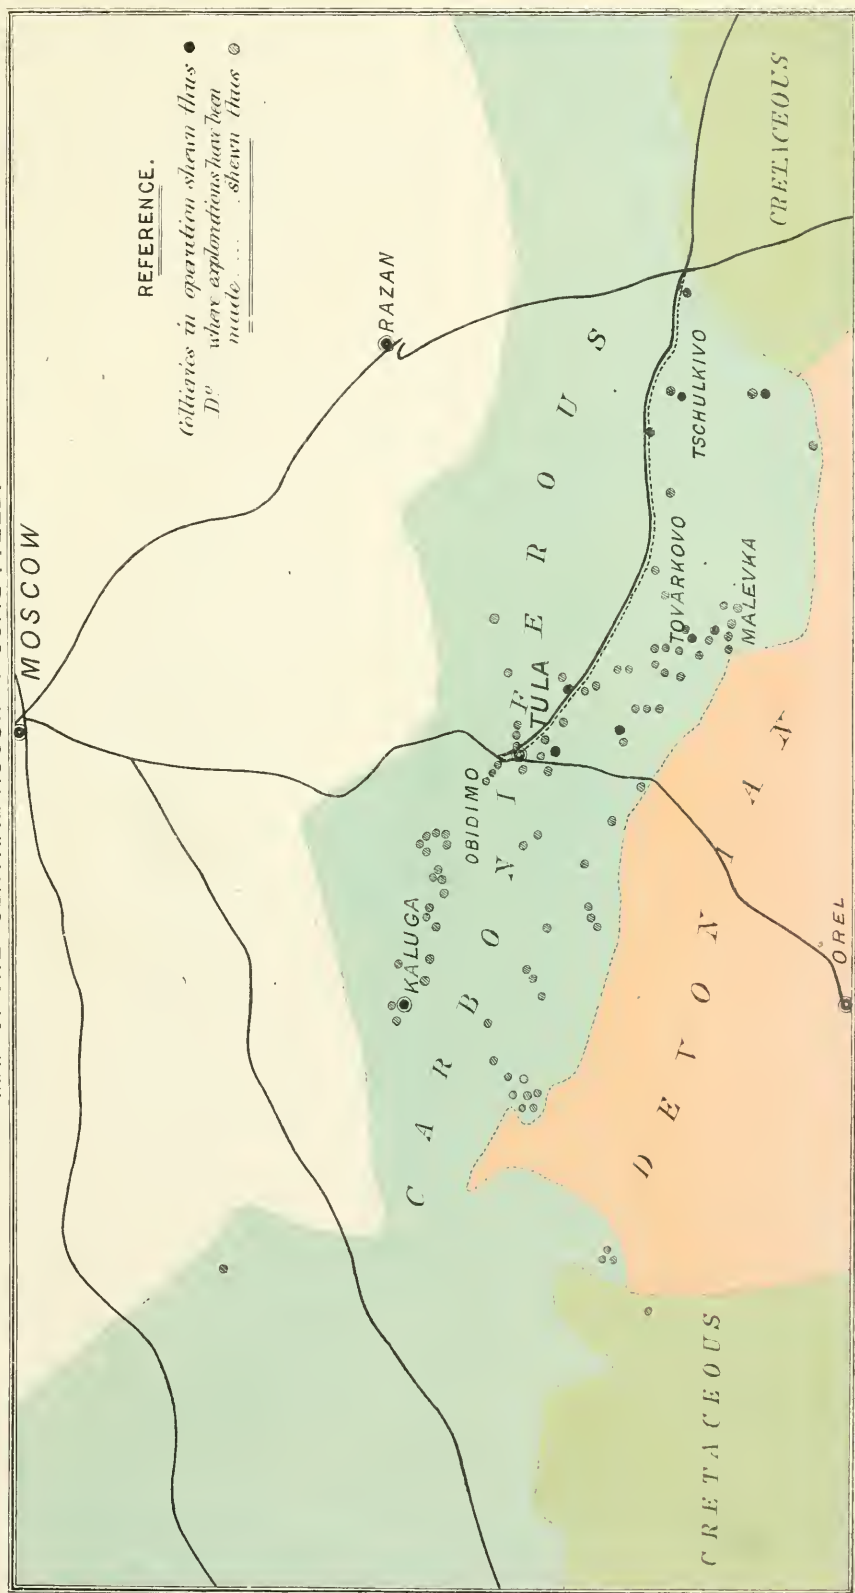 MOSCOW
REFERENCE.
Collieries in operation shewn thus
Do where explorations have been
made ..... shewn thus
RAZAN
CRETACEOUS
CARBONIFEROUS
TULA
OBIDIMO
KALUGA
TSCHULKIVO
TOVARKOVO
MALEVKA
DEVONIAN
OREL
CRETACEOUS